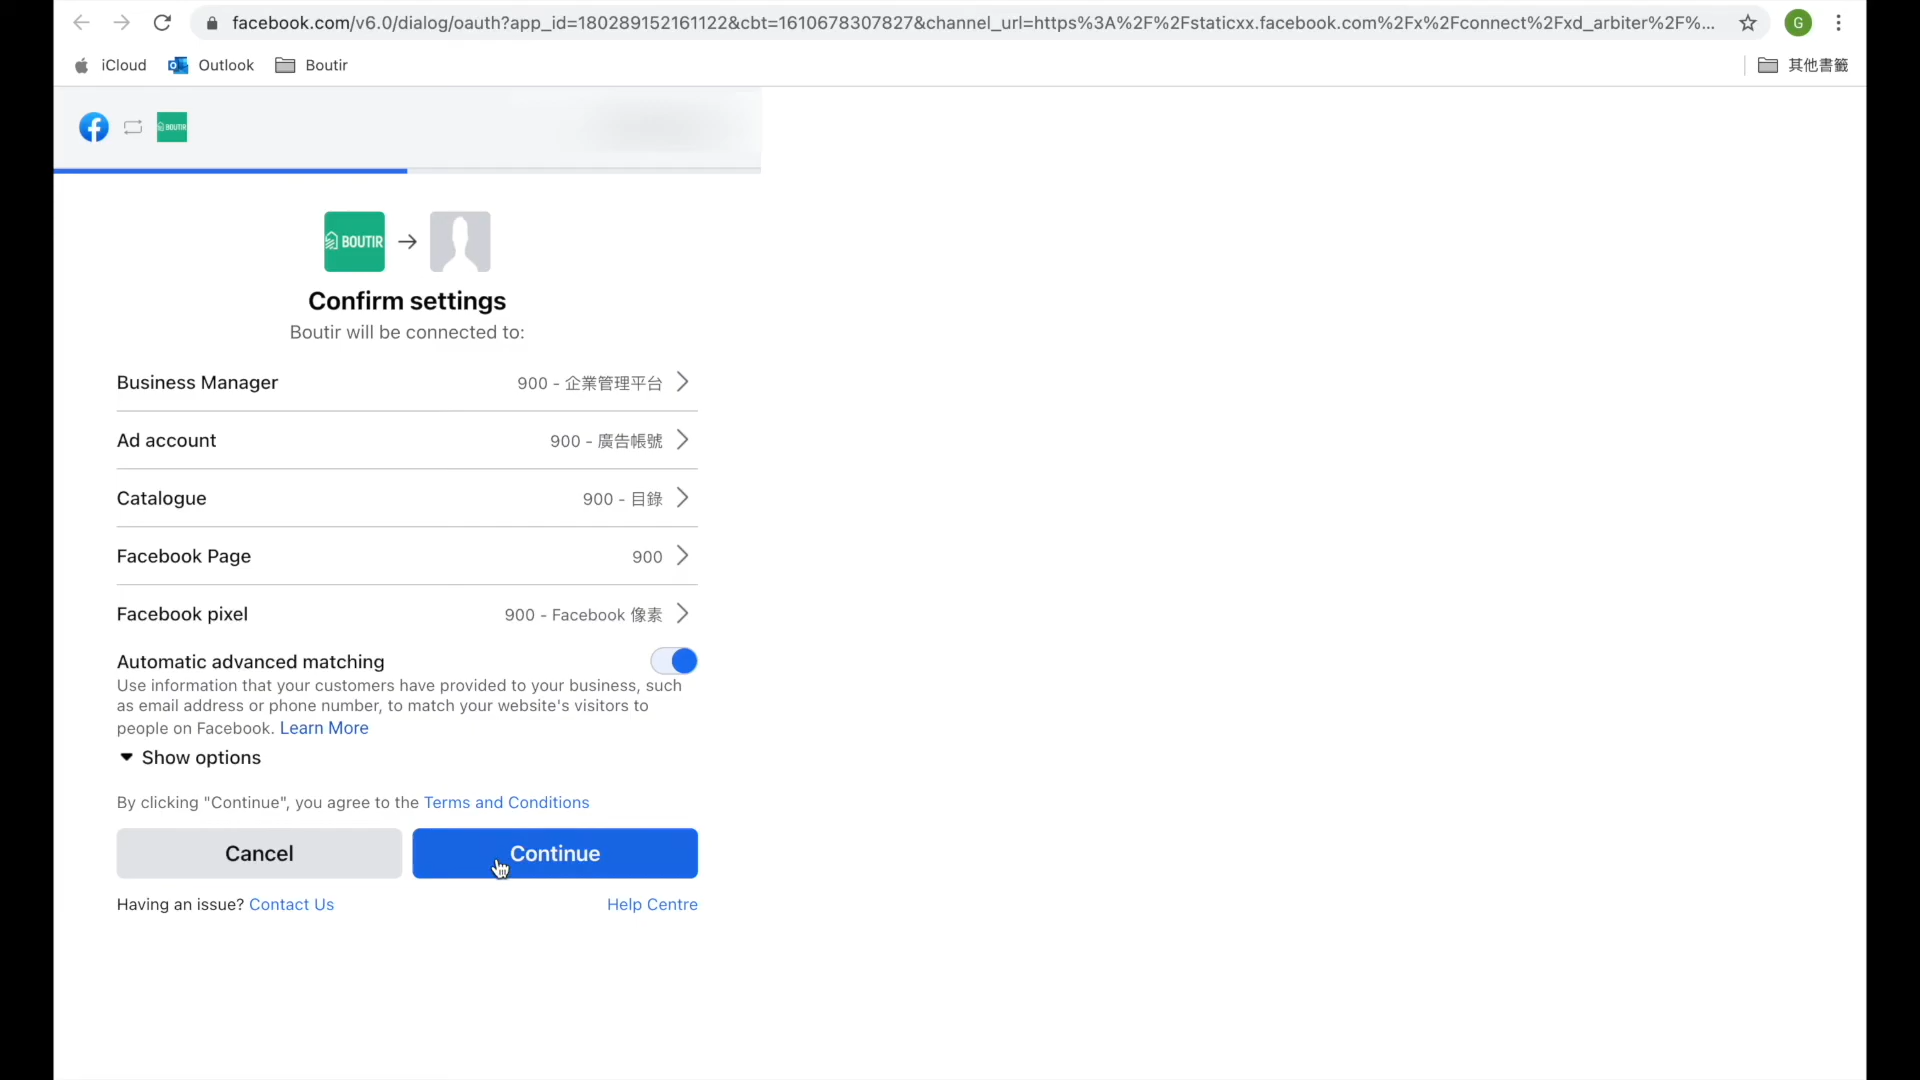 facebook.com/v6.0/dialog/oauth?app_id=180289152161122&cbt=1610678307827&channel_url=https%3A%2F%2Fstaticxx.facebook.com%2Fx%2Fconnect%2Fxd_arbiter%2F%... G
iCloud Outlook Boutir 其他書籤
BOUTIR
BOUTIR
Confirm settings
Boutir will be connected to:
Business Manager 900 - 企業管理平台
Ad account 900 - 廣告帳號
Catalogue 900 - 目錄
Facebook Page 900
Facebook pixel 900 - Facebook 像素
Automatic advanced matching
Use information that your customers have provided to your business, such
as email address or phone number, to match your website's visitors to
people on Facebook. Learn More
Show options
By clicking "Continue", you agree to the Terms and Conditions
Cancel Continue
Having an issue? Contact Us Help Centre